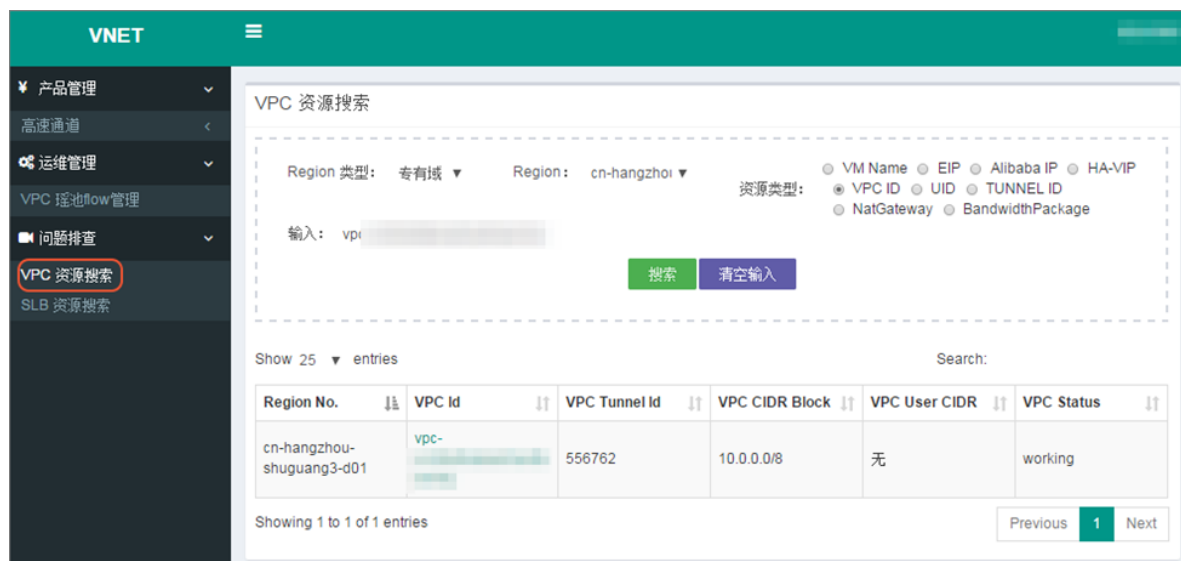 VNET
¥ 产品管理
高速通道
运维管理
VPC 瑶池flow管理
问题排查
VPC 资源搜索
SLB 资源搜索
VPC 资源搜索
Region 类型: 专有域 ▼ Region: cn-hangzhou ▼
资源类型:
VM Name EIP Alibaba IP HA-VIP
VPC ID UID TUNNEL ID
NatGateway BandwidthPackage
输入:
搜索 清空输入
Show 25 ▼ entries Search:
Region No. VPC Id VPC Tunnel Id VPC CIDR Block VPC User CIDR VPC Status
cn-hangzhou-shuguang3-d01 vpc- 556762 10.0.0.0/8 无 working
Showing 1 to 1 of 1 entries Previous 1 Next